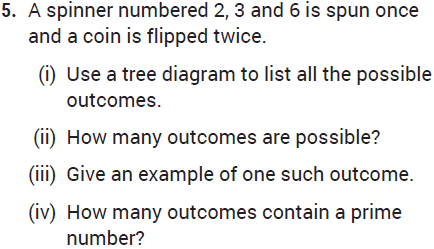 5. A spinner numbered 2, 3 and 6 is spun once
and a coin is flipped twice.
(i) Use a tree diagram to list all the possible
outcomes.
(ii) How many outcomes are possible?
(iii) Give an example of one such outcome.
(iv) How many outcomes contain a prime
number?